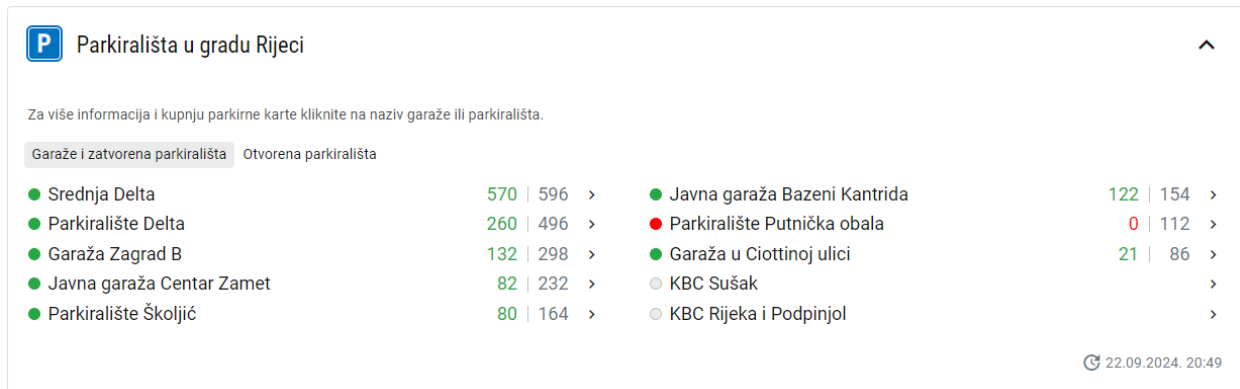 P Parkirališta u gradu Rijeci
Za više informacija i kupnju parkirne karte kliknite na naziv garaže ili parkirališta.
Garaže i zatvorena parkirališta Otvorena parkirališta
Srednja Delta 570 | 596
Parkiralište Delta 260 | 496
Garaža Zagrad B 132 | 298
Javna garaža Centar Zamet 82 | 232
Parkiralište Školjić 80 | 164
Javna garaža Bazeni Kantrida 122 | 154
Parkiralište Putnička obala 0 | 112
Garaža u Ciottinoj ulici 21 | 86
KBC Sušak
KBC Rijeka i Podpinjol
22.09.2024. 20:49